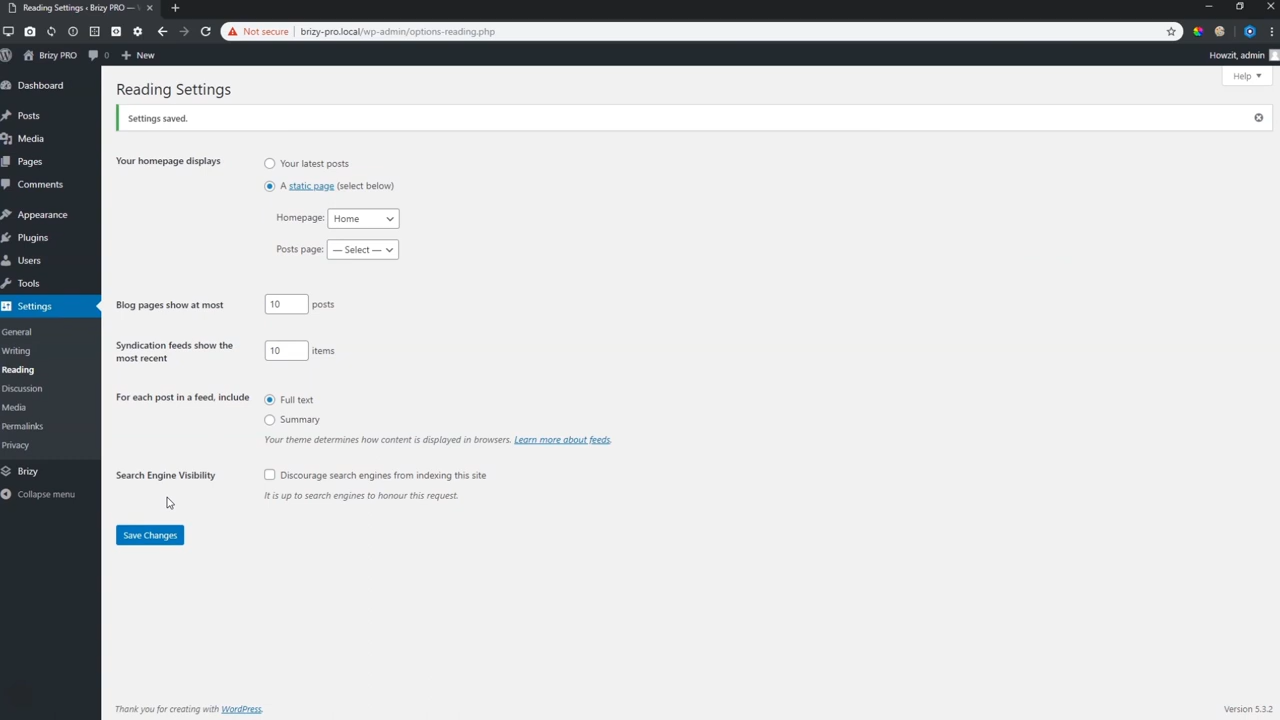 Reading Settings ‹ Brizy PRO —
Not secure
brizy-pro.local/wp-admin/options-reading.php
Brizy PRO
0
New
Howzit, admin
Help
Dashboard
Posts
Media
Pages
Comments
Appearance
Plugins
Users
Tools
Settings
General
Writing
Reading
Discussion
Media
Permalinks
Privacy
Brizy
Collapse menu
Reading Settings
Settings saved.
Your homepage displays
Your latest posts
A static page (select below)
Homepage: Home
Posts page: — Select —
Blog pages show at most
10 posts
Syndication feeds show the
most recent
10 items
For each post in a feed, include
Full text
Summary
Your theme determines how content is displayed in browsers. Learn more about feeds.
Search Engine Visibility
Discourage search engines from indexing this site
It is up to search engines to honour this request.
Save Changes
Thank you for creating with WordPress.
Version 5.3.2